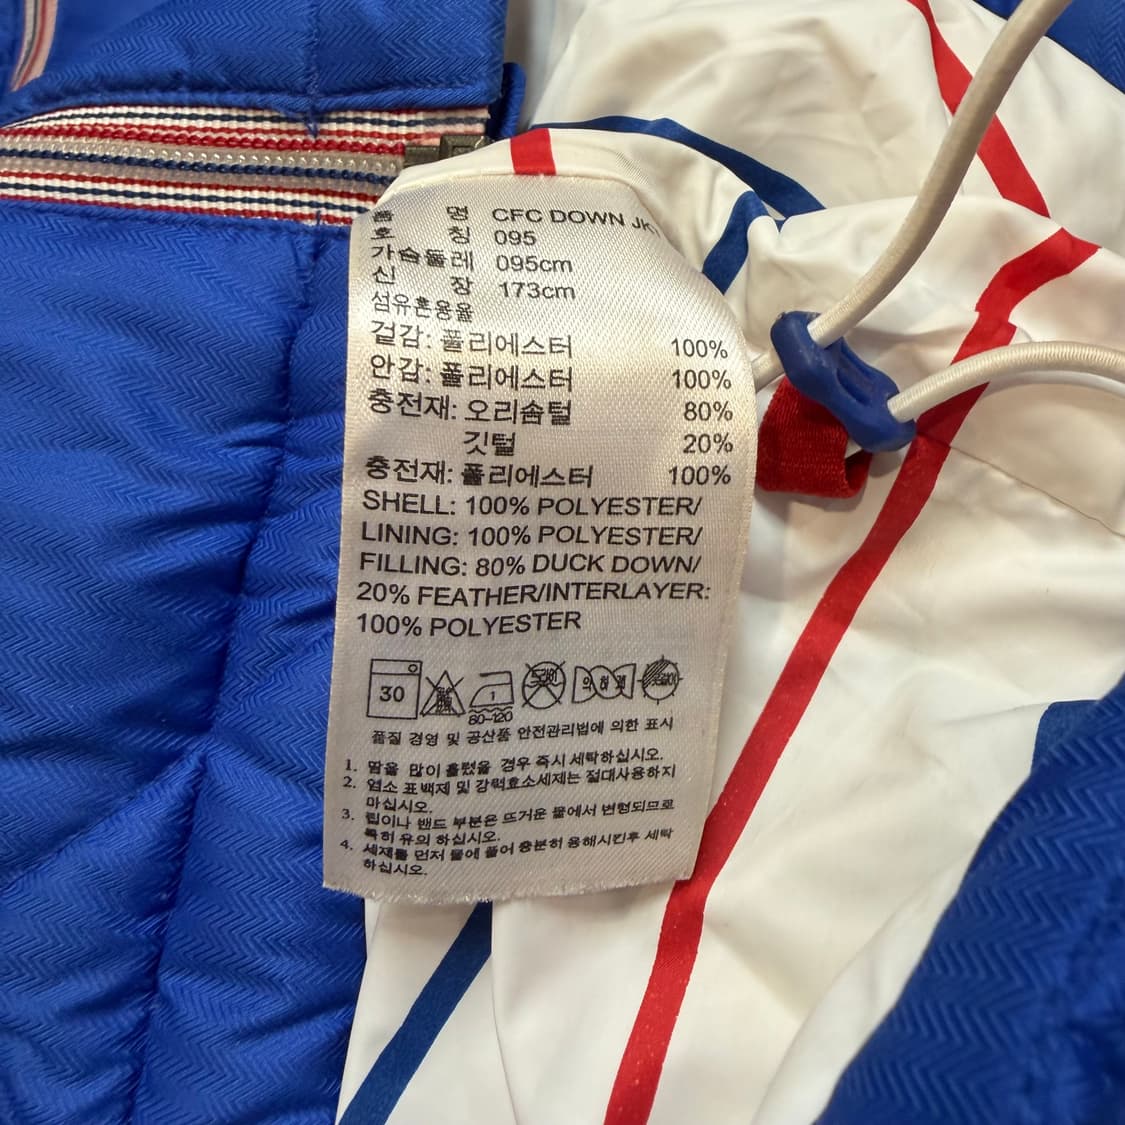 품 명 CFC DOWN JK
호 칭 095
가슴둘레 095cm
신 장 173cm
섬유혼용율
겉감: 폴리에스터 100%
안감: 폴리에스터 100%
충전재: 오리솜털 80%
깃털 20%
충전재: 폴리에스터 100%
SHELL: 100% POLYESTER/
LINING: 100% POLYESTER/
FILLING: 80% DUCK DOWN/
20% FEATHER/INTERLAYER:
100% POLYESTER
30 1 드라이
60-120
품질 경영 및 공산품 안전관리법에 의한 표시
1. 땀을 많이 흘렸을 경우 즉시 세탁하십시오.
2. 염소 표백제 및 강력효소세제는 절대사용하지
마십시오.
3. 립이나 밴드 부분은 뜨거운 물에서 변형되므로
특히 유의 하십시오.
4. 세제를 먼저 물에 풀어 충분히 용해시킨후 세탁
하십시오.